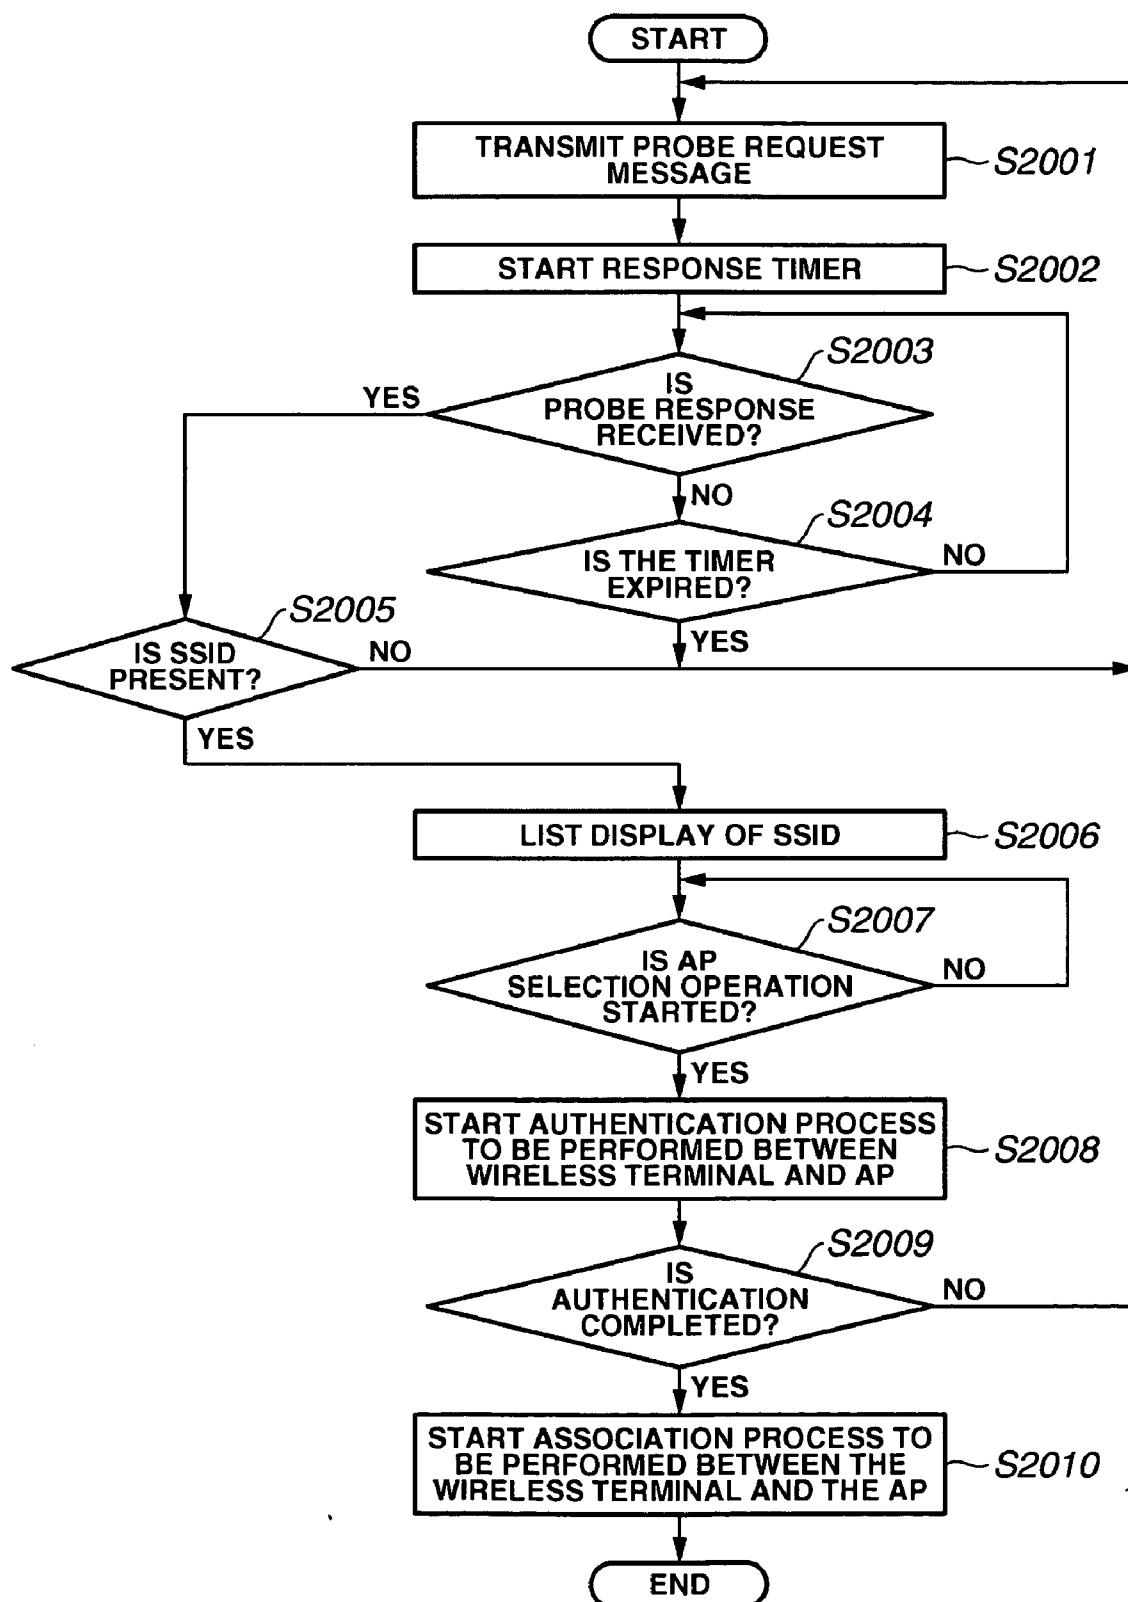 START
TRANSMIT PROBE REQUEST
MESSAGE
S2001
START RESPONSE TIMER
S2002
S2003
IS
PROBE RESPONSE
RECEIVED?
YES
NO
S2004
IS THE TIMER
EXPIRED?
NO
YES
S2005
IS SSID
PRESENT?
NO
YES
LIST DISPLAY OF SSID
S2006
S2007
IS AP
SELECTION OPERATION
STARTED?
NO
YES
START AUTHENTICATION PROCESS
TO BE PERFORMED BETWEEN
WIRELESS TERMINAL AND AP
S2008
S2009
IS
AUTHENTICATION
COMPLETED?
NO
YES
START ASSOCIATION PROCESS TO
BE PERFORMED BETWEEN THE
WIRELESS TERMINAL AND THE AP
S2010
END